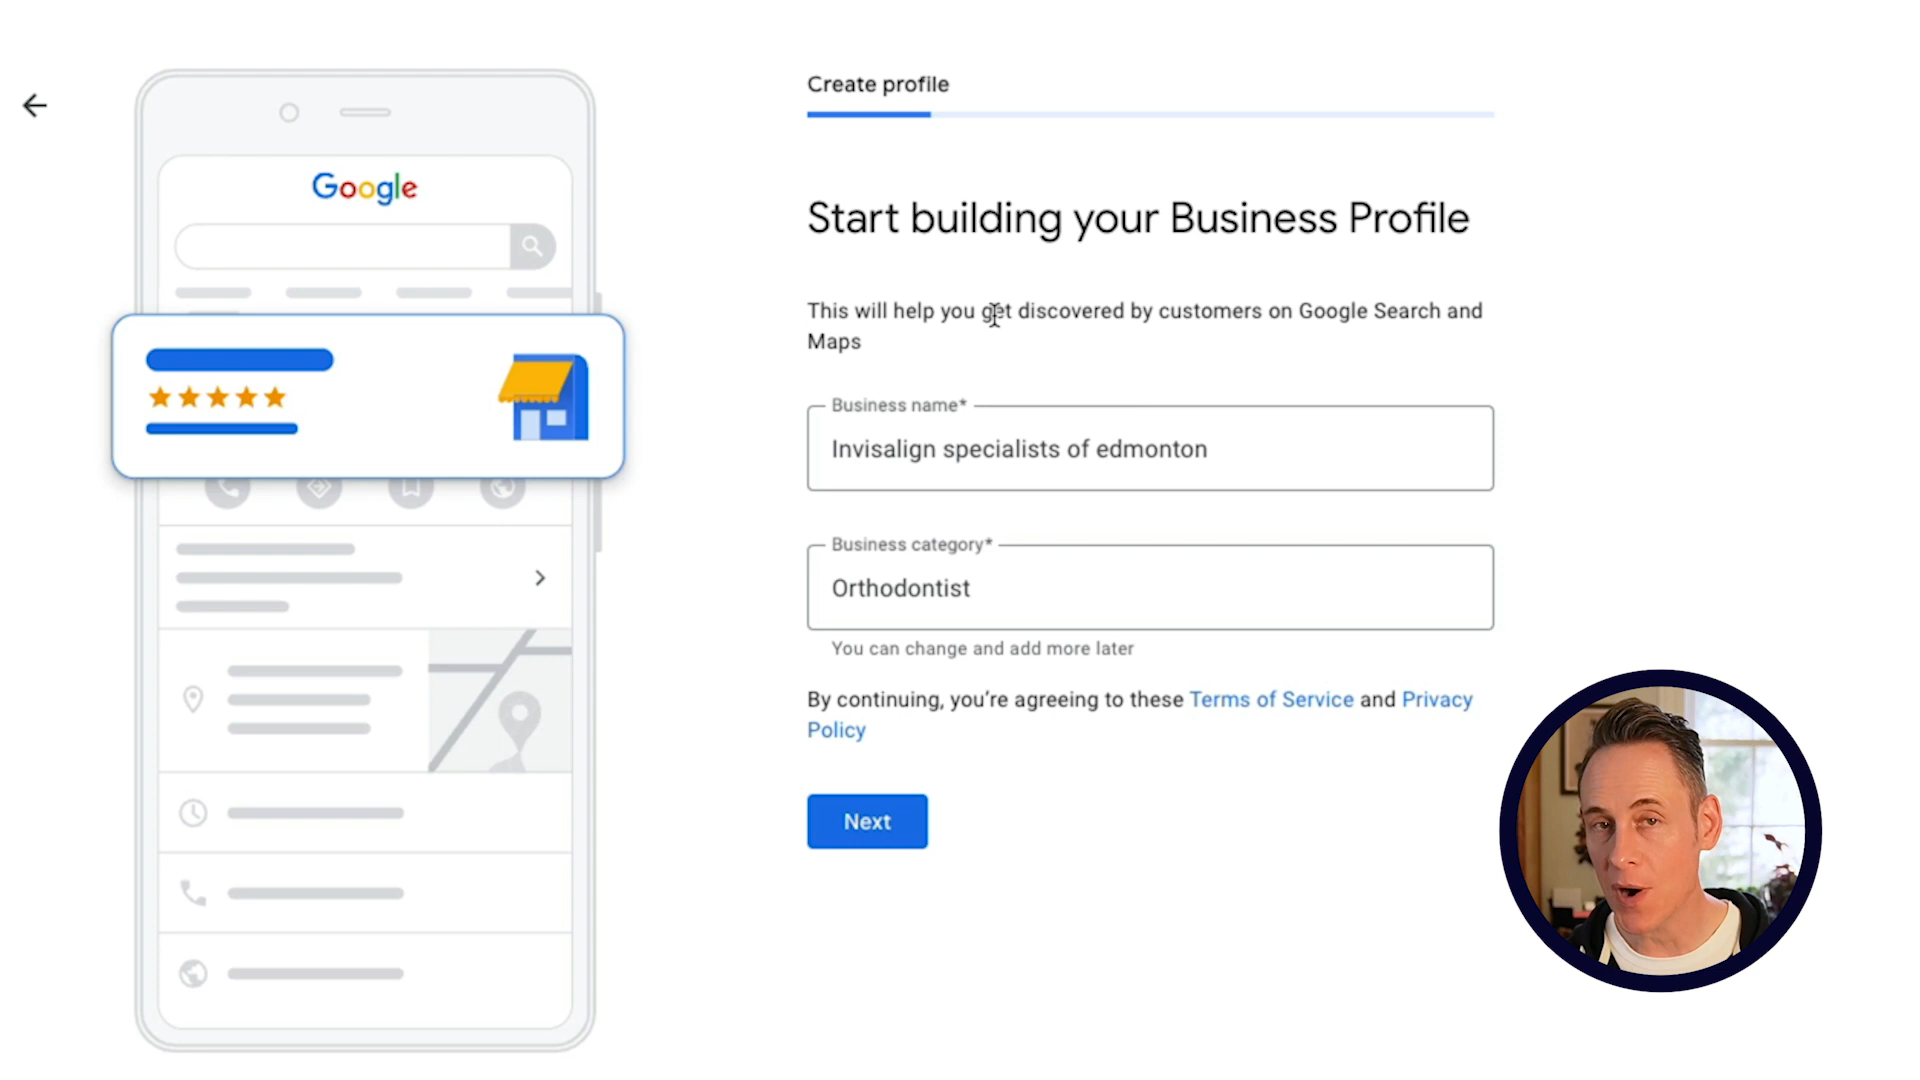 Google
Create profile
Start building your Business Profile
This will help you get discovered by customers on Google Search and
Maps
Business name*
Invisalign specialists of edmonton
Business category*
Orthodontist
You can change and add more later
By continuing, you’re agreeing to these Terms of Service and Privacy
Policy
Next